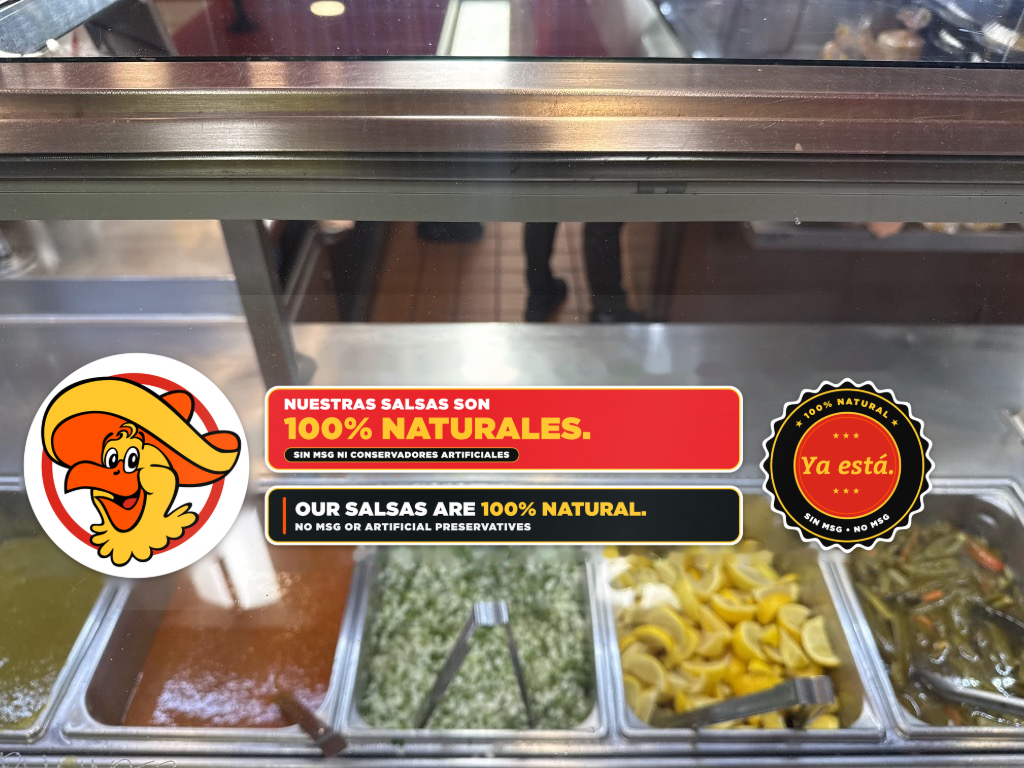 NUESTRAS SALSAS SON
100% NATURALES.
SIN MSG NI CONSERVADORES ARTIFICIALES
OUR SALSAS ARE 100% NATURAL.
NO MSG OR ARTIFICIAL PRESERVATIVES
100% NATURAL
Ya está.
SIN MSG • NO MSG